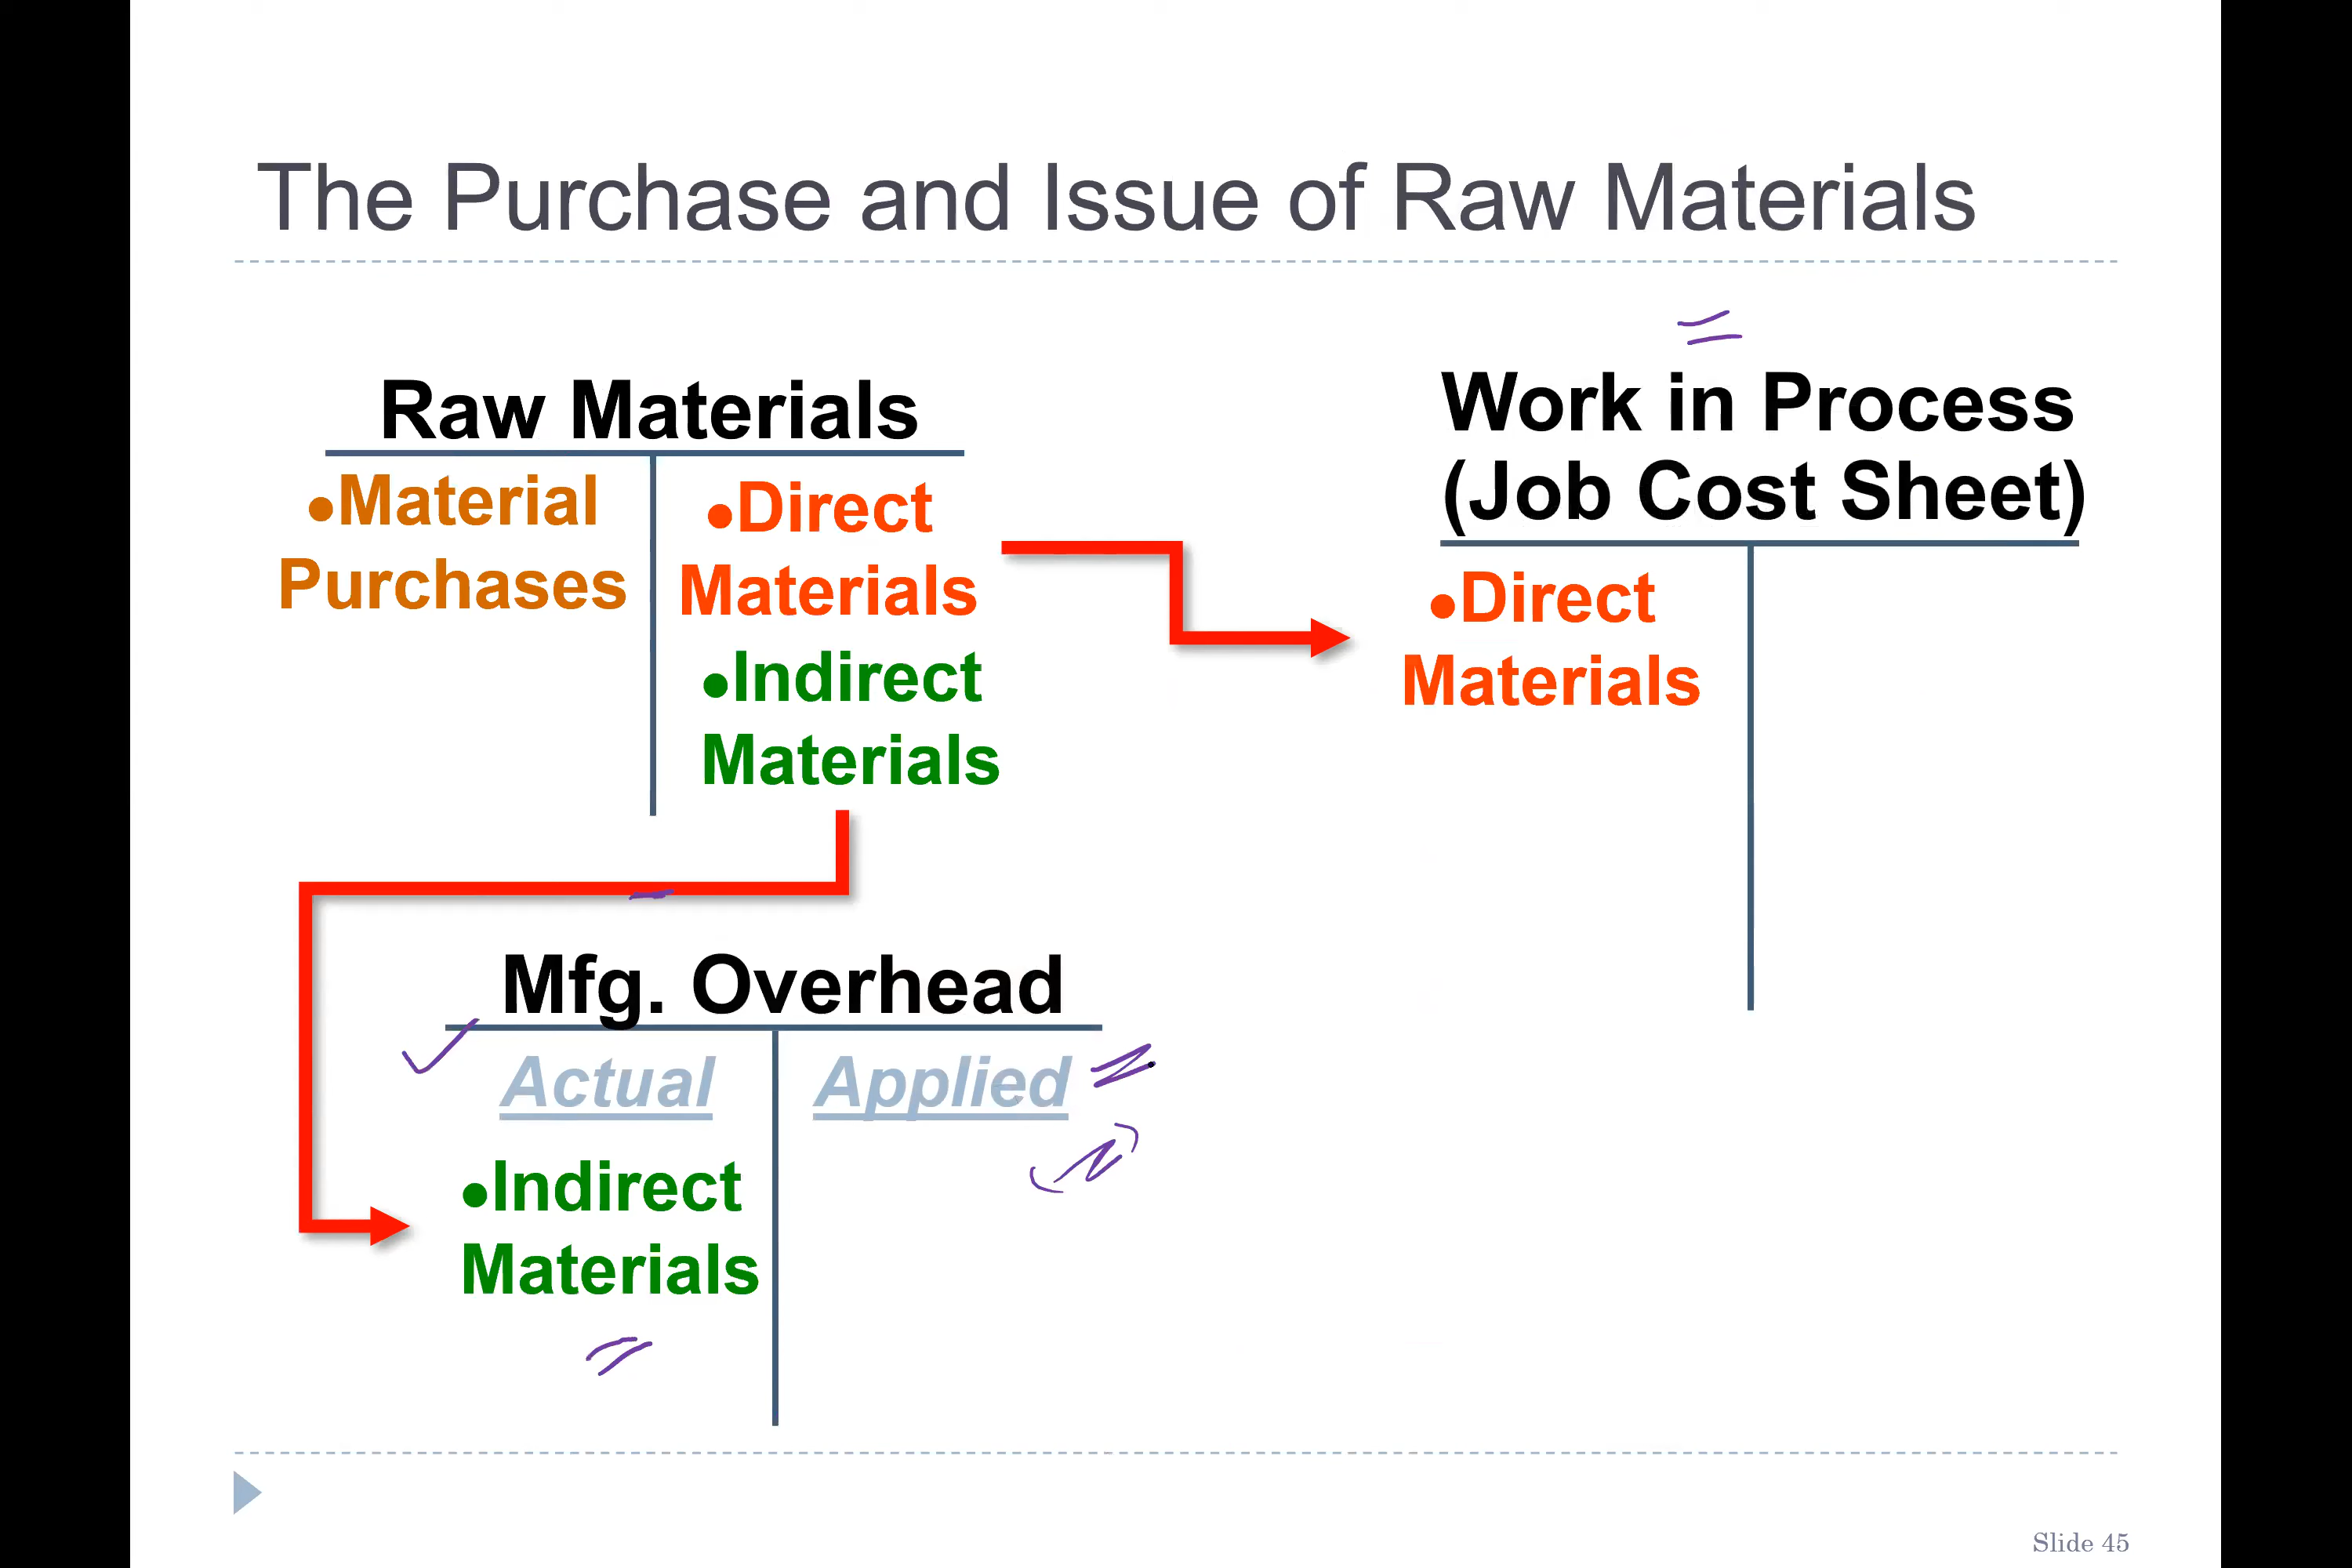 The Purchase and Issue of Raw Materials
Raw Materials
●Material
Purchases
●Direct
Materials
●Indirect
Materials
Work in Process
(Job Cost Sheet)
●Direct
Materials
Mfg. Overhead
Actual
Applied
●Indirect
Materials
Slide 45